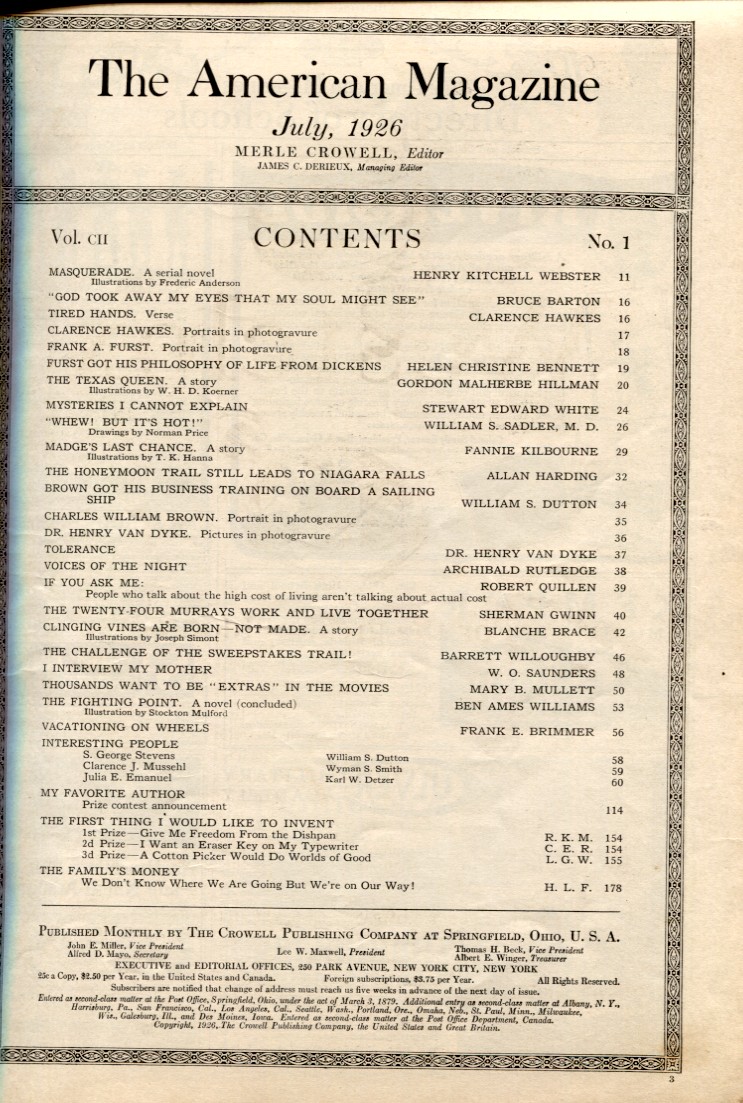 The American Magazine
July, 1926
MERLE CROWELL, Editor
JAMES C. DERIEUX, Managing Editor
Vol. CII CONTENTS No. 1
MASQUERADE. A serial novel HENRY KITCHELL WEBSTER 11
Illustrations by Frederic Anderson
"GOD TOOK AWAY MY EYES THAT MY SOUL MIGHT SEE" BRUCE BARTON 16
TIRED HANDS. Verse CLARENCE HAWKES 16
CLARENCE HAWKES. Portraits in photogravure 17
FRANK A. FURST. Portrait in photogravure 18
FURST GOT HIS PHILOSOPHY OF LIFE FROM DICKENS HELEN CHRISTINE BENNETT 19
THE TEXAS QUEEN. A story GORDON MALHERBE HILLMAN 20
Illustrations by W. H. D. Koerner
MYSTERIES I CANNOT EXPLAIN STEWART EDWARD WHITE 24
"WHEW! BUT IT'S HOT!" WILLIAM S. SADLER, M. D. 26
Drawings by Norman Price
MADGE'S LAST CHANCE. A story FANNIE KILBOURNE 29
Illustrations by T. K. Hanna
THE HONEYMOON TRAIL STILL LEADS TO NIAGARA FALLS ALLAN HARDING 32
BROWN GOT HIS BUSINESS TRAINING ON BOARD A SAILING
SHIP WILLIAM S. DUTTON 34
CHARLES WILLIAM BROWN. Portrait in photogravure 35
DR. HENRY VAN DYKE. Pictures in photogravure 36
TOLERANCE DR. HENRY VAN DYKE 37
VOICES OF THE NIGHT ARCHIBALD RUTLEDGE 38
IF YOU ASK ME: ROBERT QUILLEN 39
People who talk about the high cost of living aren't talking about actual cost
THE TWENTY-FOUR MURRAYS WORK AND LIVE TOGETHER SHERMAN GWINN 40
CLINGING VINES ARE BORN—NOT MADE. A story BLANCHE BRACE 42
Illustrations by Joseph Simont
THE CHALLENGE OF THE SWEEPSTAKES TRAIL! BARRETT WILLOUGHBY 46
I INTERVIEW MY MOTHER W. O. SAUNDERS 48
THOUSANDS WANT TO BE "EXTRAS" IN THE MOVIES MARY B. MULLETT 50
THE FIGHTING POINT. A novel (concluded) BEN AMES WILLIAMS 53
Illustration by Stockton Mulford
VACATIONING ON WHEELS FRANK E. BRIMMER 56
INTERESTING PEOPLE
S. George Stevens William S. Dutton 58
Clarence J. Mussehl Wyman S. Smith 59
Julia E. Emanuel Karl W. Detzer 60
MY FAVORITE AUTHOR
Prize contest announcement 114
THE FIRST THING I WOULD LIKE TO INVENT
1st Prize—Give Me Freedom From the Dishpan R. K. M. 154
2d Prize—I Want an Eraser Key on My Typewriter C. E. R. 154
3d Prize—A Cotton Picker Would Do Worlds of Good L. G. W. 155
THE FAMILY'S MONEY
We Don't Know Where We Are Going But We're on Our Way! H. L. F. 178
PUBLISHED MONTHLY BY THE CROWELL PUBLISHING COMPANY AT SPRINGFIELD, OHIO, U. S. A.
John E. Miller, Vice President Lee W. Maxwell, President Thomas H. Beck, Vice President
Alfred D. Mayo, Secretary Albert E. Winger, Treasurer
EXECUTIVE and EDITORIAL OFFICES, 250 PARK AVENUE, NEW YORK CITY, NEW YORK
25c a Copy, $2.50 per Year, in the United States and Canada. Foreign subscriptions, $3.75 per Year. All Rights Reserved.
Subscribers are notified that change of address must reach us five weeks in advance of the next day of issue.
Entered as second-class matter at the Post Office, Springfield, Ohio, under the act of March 3, 1879. Additional entry as second-class matter at Albany, N. Y.,
Harrisburg, Pa., San Francisco, Cal., Los Angeles, Cal., Seattle, Wash., Portland, Ore., Omaha, Neb., St. Paul, Minn., Milwaukee,
Wis., Galesburg, Ill., and Des Moines, Iowa. Entered as second-class matter at the Post Office Department, Canada.
Copyright, 1926, The Crowell Publishing Company, the United States and Great Britain.
3